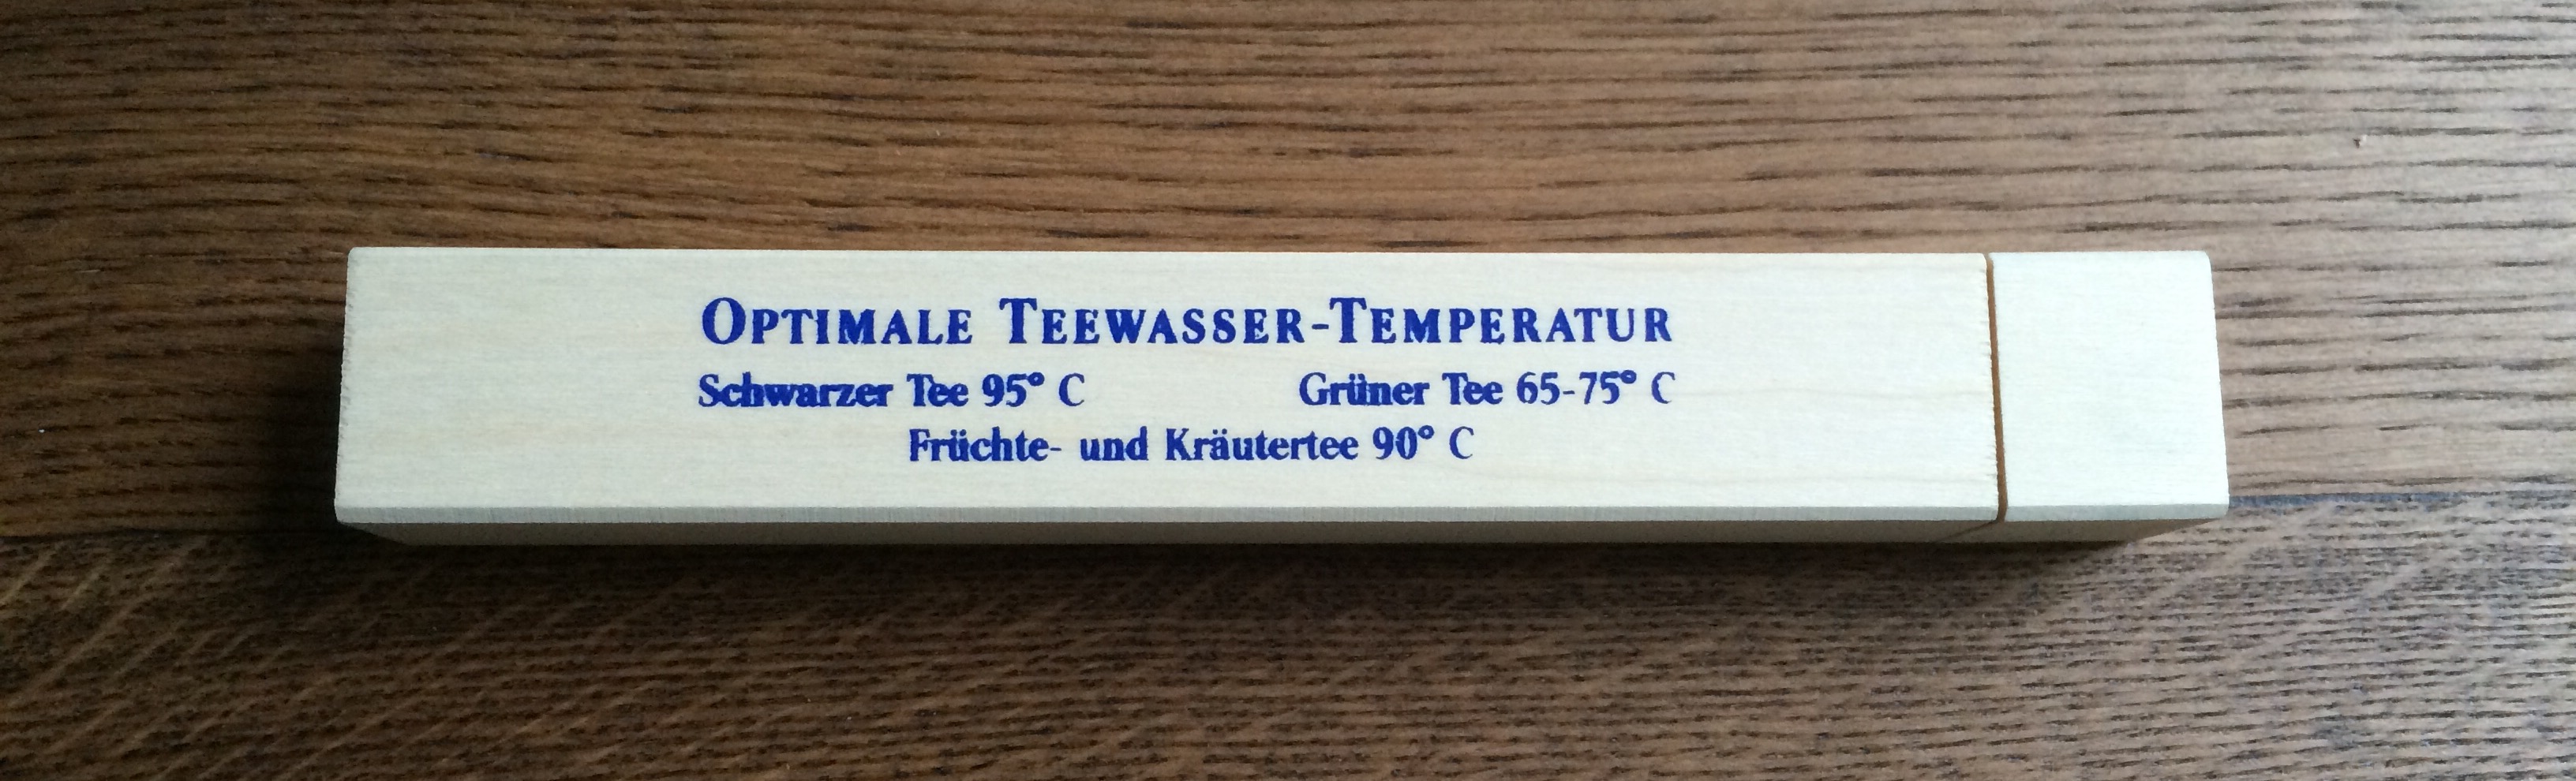 OPTIMALE TEEWASSER-TEMPERATUR
Schwarzer Tee 95° C Grüner Tee 65-75° C
Früchte- und Kräutertee 90° C